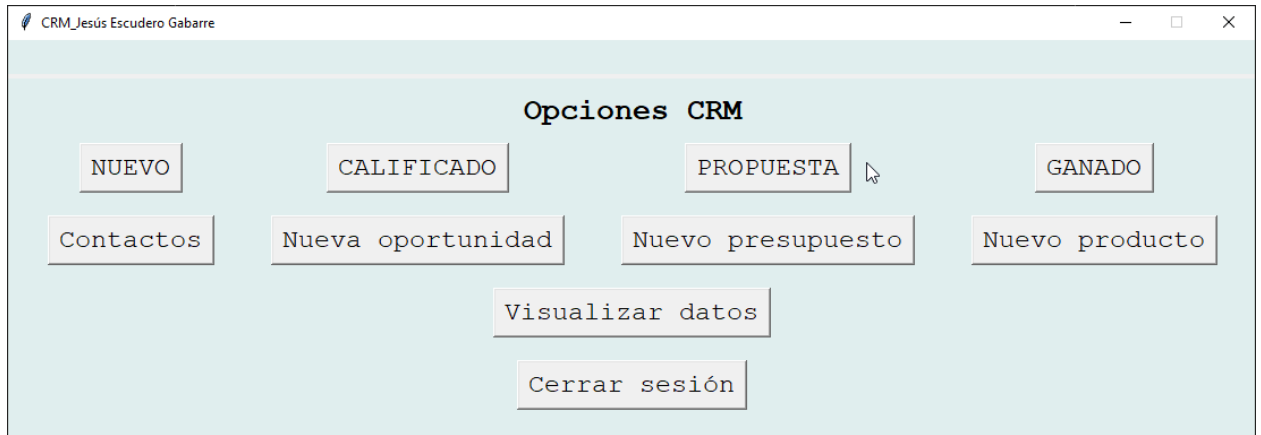 CRM_Jesús Escudero Gabarre
Opciones CRM
NUEVO CALIFICADO PROPUESTA GANADO
Contactos Nueva oportunidad Nuevo presupuesto Nuevo producto
Visualizar datos
Cerrar sesión